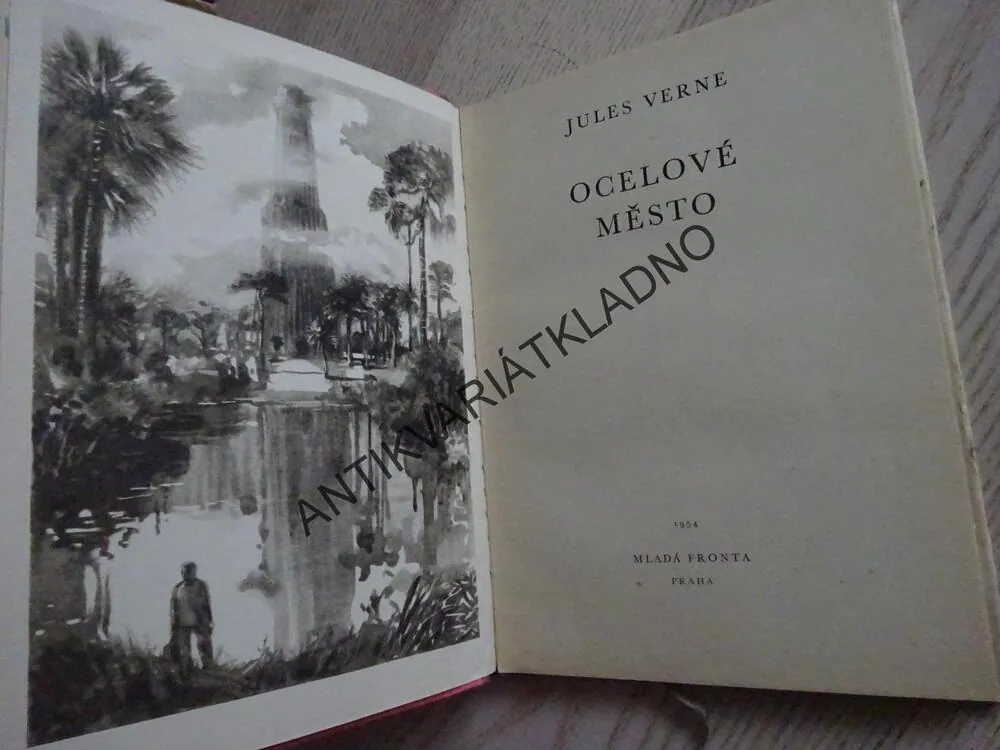 JULES VERNE
OCELOVÉ
MĚSTO
ANTIKVARIÁTKLADNO
1954
MLADÁ FRONTA
PRAHA